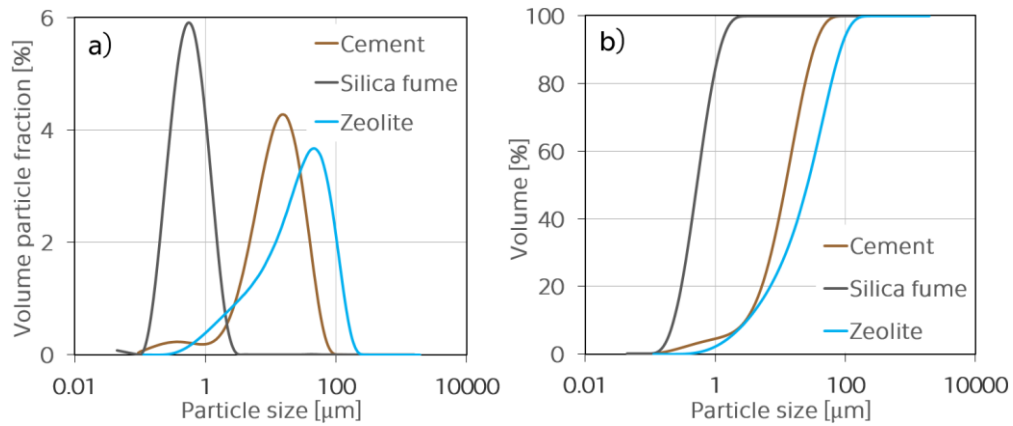 a)
Volume particle fraction [%]
6
4
2
0
Cement
Silica fume
Zeolite
0.01
1
100
10000
Particle size [μm]
b)
Volume [%]
100
80
60
40
20
0
Cement
Silica fume
Zeolite
0.01
1
100
10000
Particle size [μm]